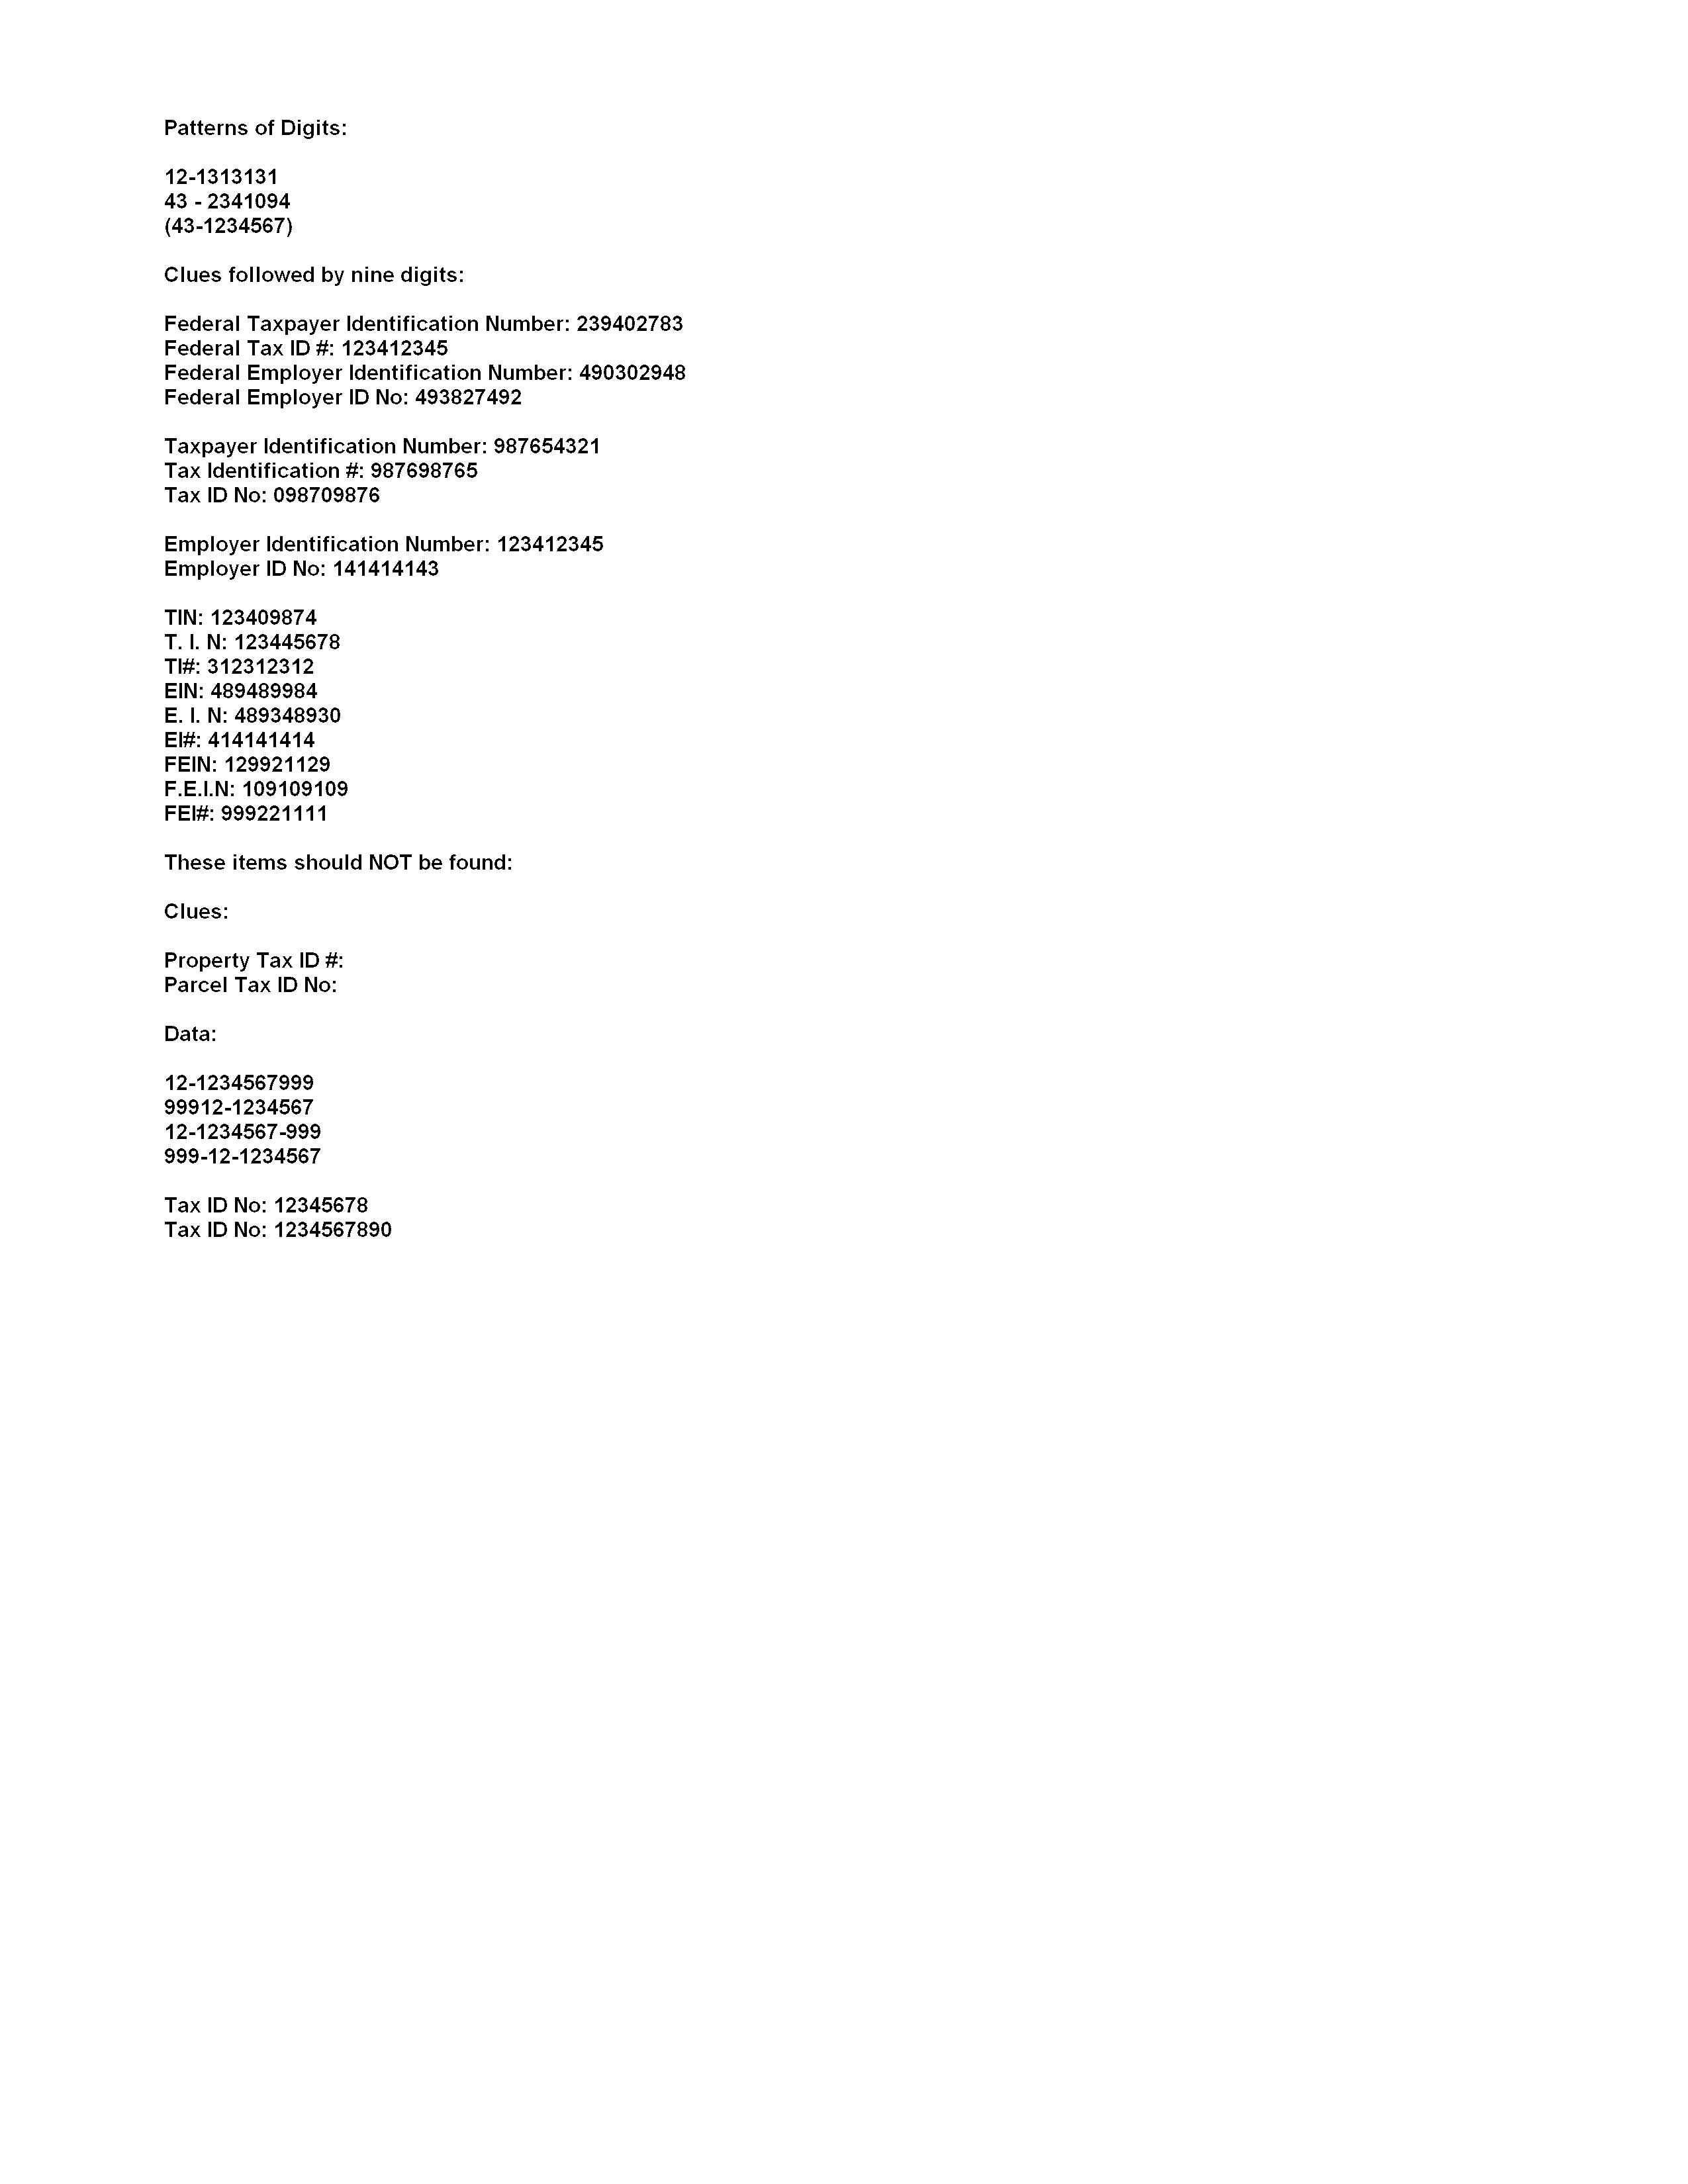 Patterns of Digits:
12-1313131
43 - 2341094
(43-1234567)
Clues followed by nine digits:
Federal Taxpayer Identification Number: 239402783
Federal Tax ID #: 123412345
Federal Employer Identification Number: 490302948
Federal Employer ID No: 493827492
Taxpayer Identification Number: 987654321
Tax Identification #: 987698765
Tax ID No: 098709876
Employer Identification Number: 123412345
Employer ID No: 141414143
TIN: 123409874
T. I. N: 123445678
TI#: 312312312
EIN: 489489984
E. I. N: 489348930
EI#: 414141414
FEIN: 129921129
F.E.I.N: 109109109
FEI#: 999221111
These items should NOT be found:
Clues:
Property Tax ID #:
Parcel Tax ID No:
Data:
12-1234567999
99912-1234567
12-1234567-999
999-12-1234567
Tax ID No: 12345678
Tax ID No: 1234567890